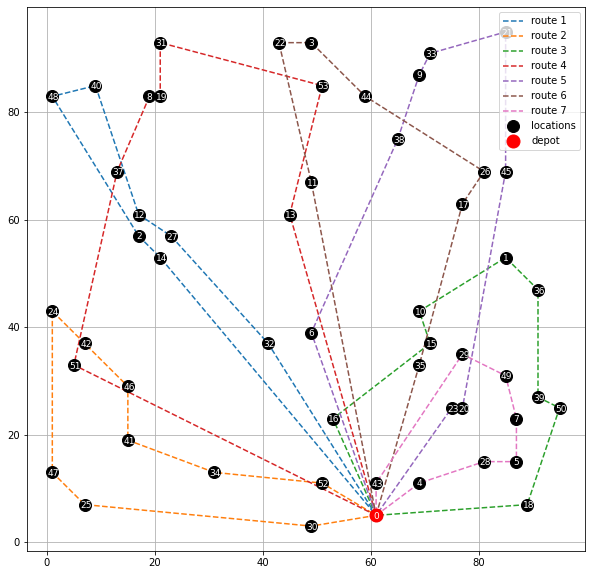 22 3
31
33
53
9
48 40 8 19
44
38
37 26 45
11
17
12 13
2 27
14
1
36
24 10
6
42 32 15
51 29
35 49
46
39
16 23 20 50
7
41
28 5
47 34
52 43 4
25 18
30 0
route 1
route 2
route 3
route 4
route 5
route 6
route 7
locations
depot
80
60
40
20
0
0 20 40 60 80